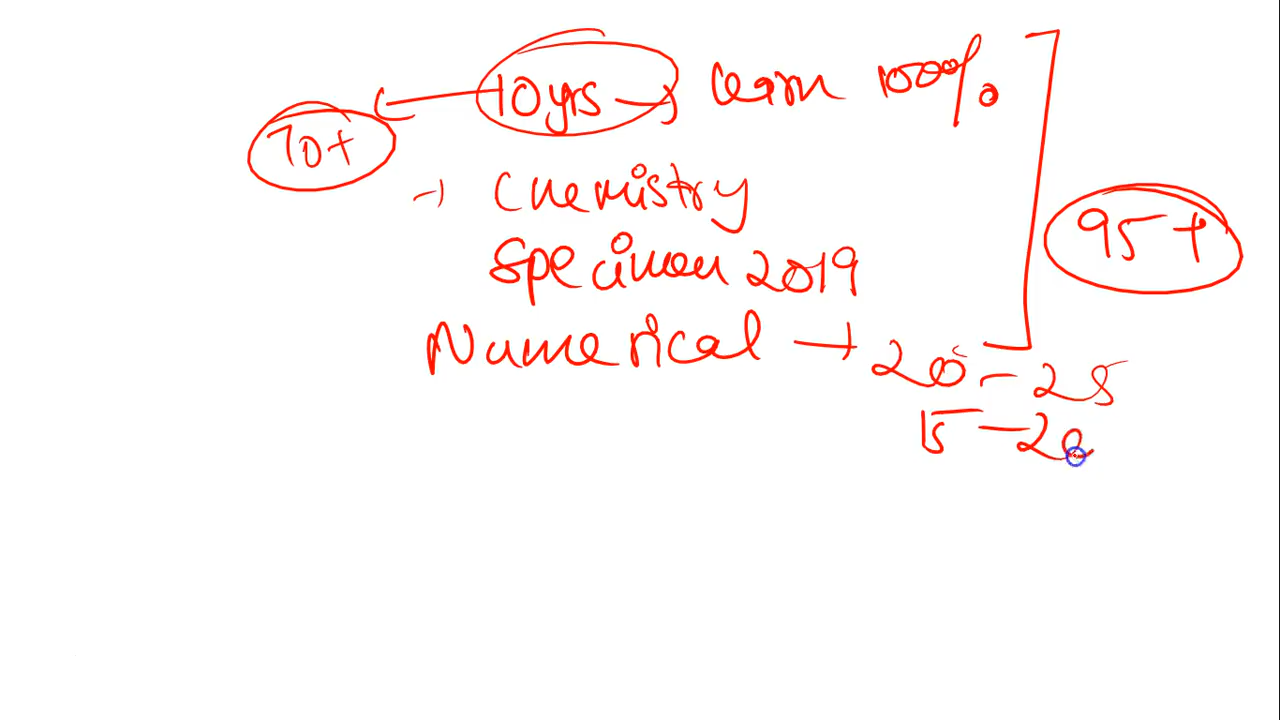 70+ ← 10yrs → learn 100%
→ Chemistry
Specimen 2019
95+
Numerical → 20 - 25
15 - 20